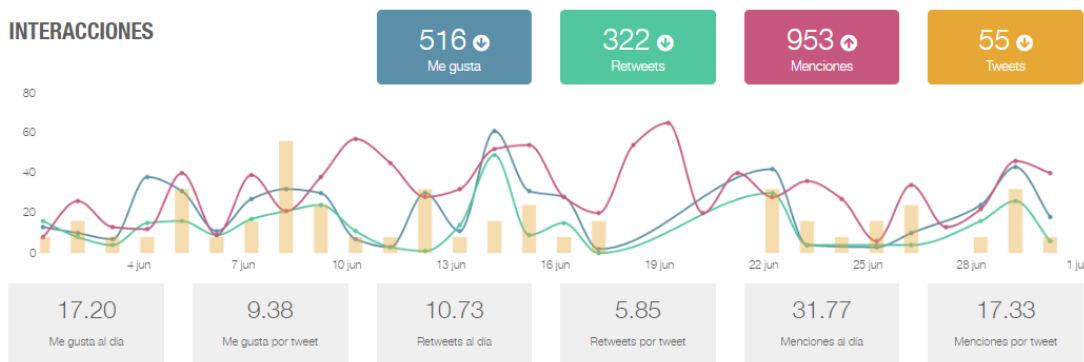 INTERACCIONES
516
Me gusta
322
Retweets
953
Menciones
55
Tweets
80
60
40
20
0
4 jun
7 jun
10 jun
13 jun
16 jun
19 jun
22 jun
25 jun
28 jun
1 ju
17.20
Me gusta al día
9.38
Me gusta por tweet
10.73
Retweets al día
5.85
Retweets por tweet
31.77
Menciones al día
17.33
Menciones por tweet